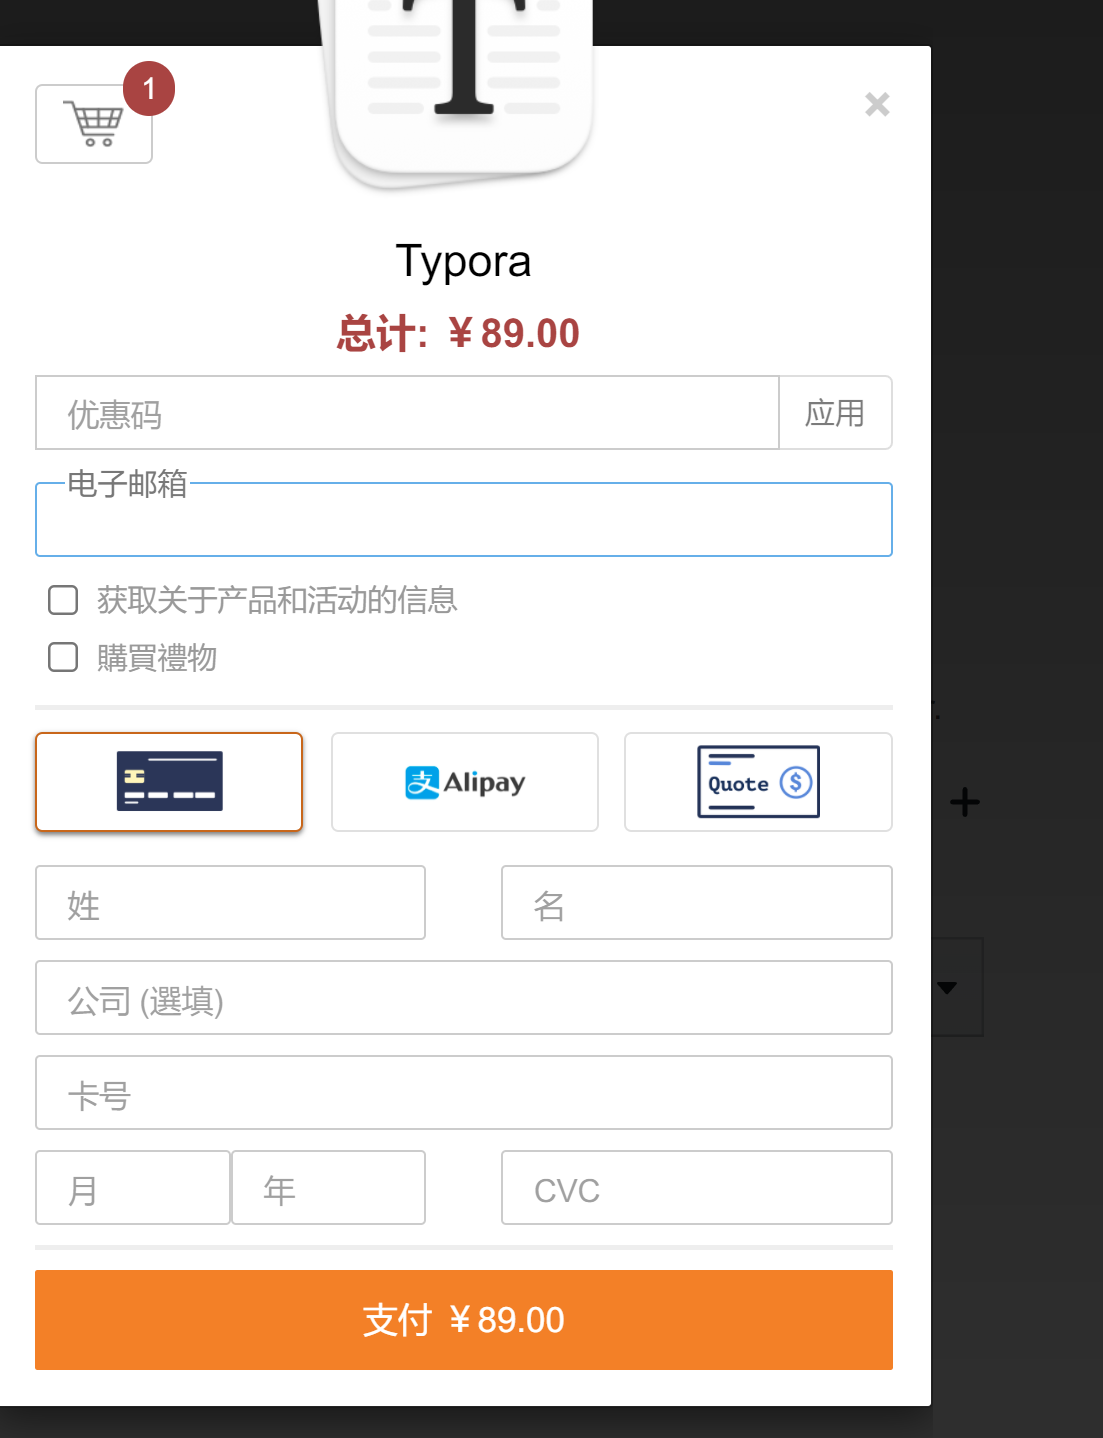 T
1
×
Typora
总计: ￥89.00
优惠码 应用
电子邮箱
获取关于产品和活动的信息
購買禮物
支 Alipay Quote $
姓 名
公司 (選填)
卡号
月 年 CVC
支付 ￥89.00